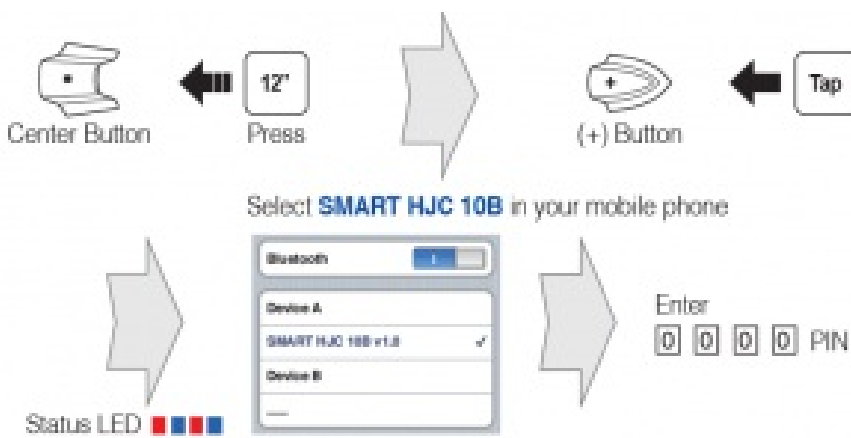 12"
Tap
Center Button
Press
(+) Button
Select SMART HJC 10B in your mobile phone
Bluetooth
Device A
SMART HJC 10B v1.0
Device B
Enter
0 0 0 0 PIN
Status LED